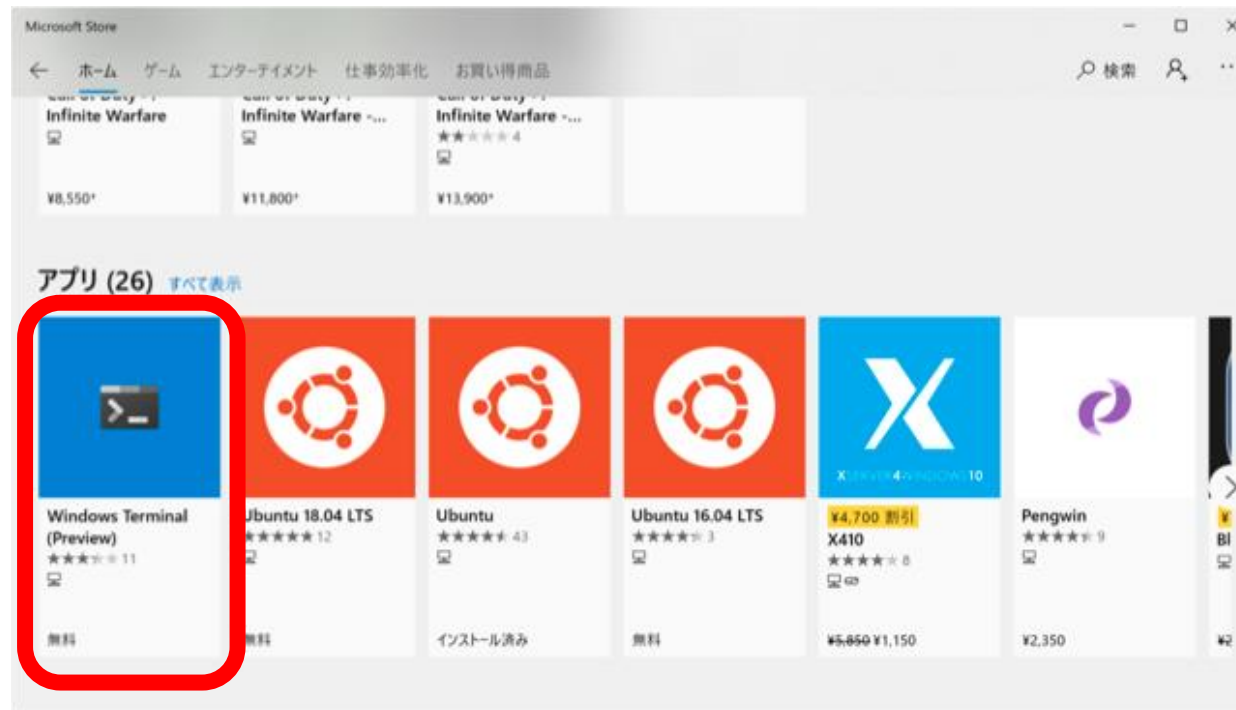 Microsoft Store
ホーム ゲーム エンターテイメント 仕事効率化 お買い得商品 検索
Infinite Warfare
Infinite Warfare -...
Infinite Warfare -...
4
¥8,550+
¥11,800+
¥13,900+
アプリ (26) すべて表示
Windows Terminal
(Preview)
11
無料
Ubuntu 18.04 LTS
12
無料
Ubuntu
43
インストール済み
Ubuntu 16.04 LTS
3
無料
XSERVER4WINDOWS10
¥4,700 割引
X410
8
¥5,850 ¥1,150
Pengwin
9
¥2,350
¥
Bl
¥2